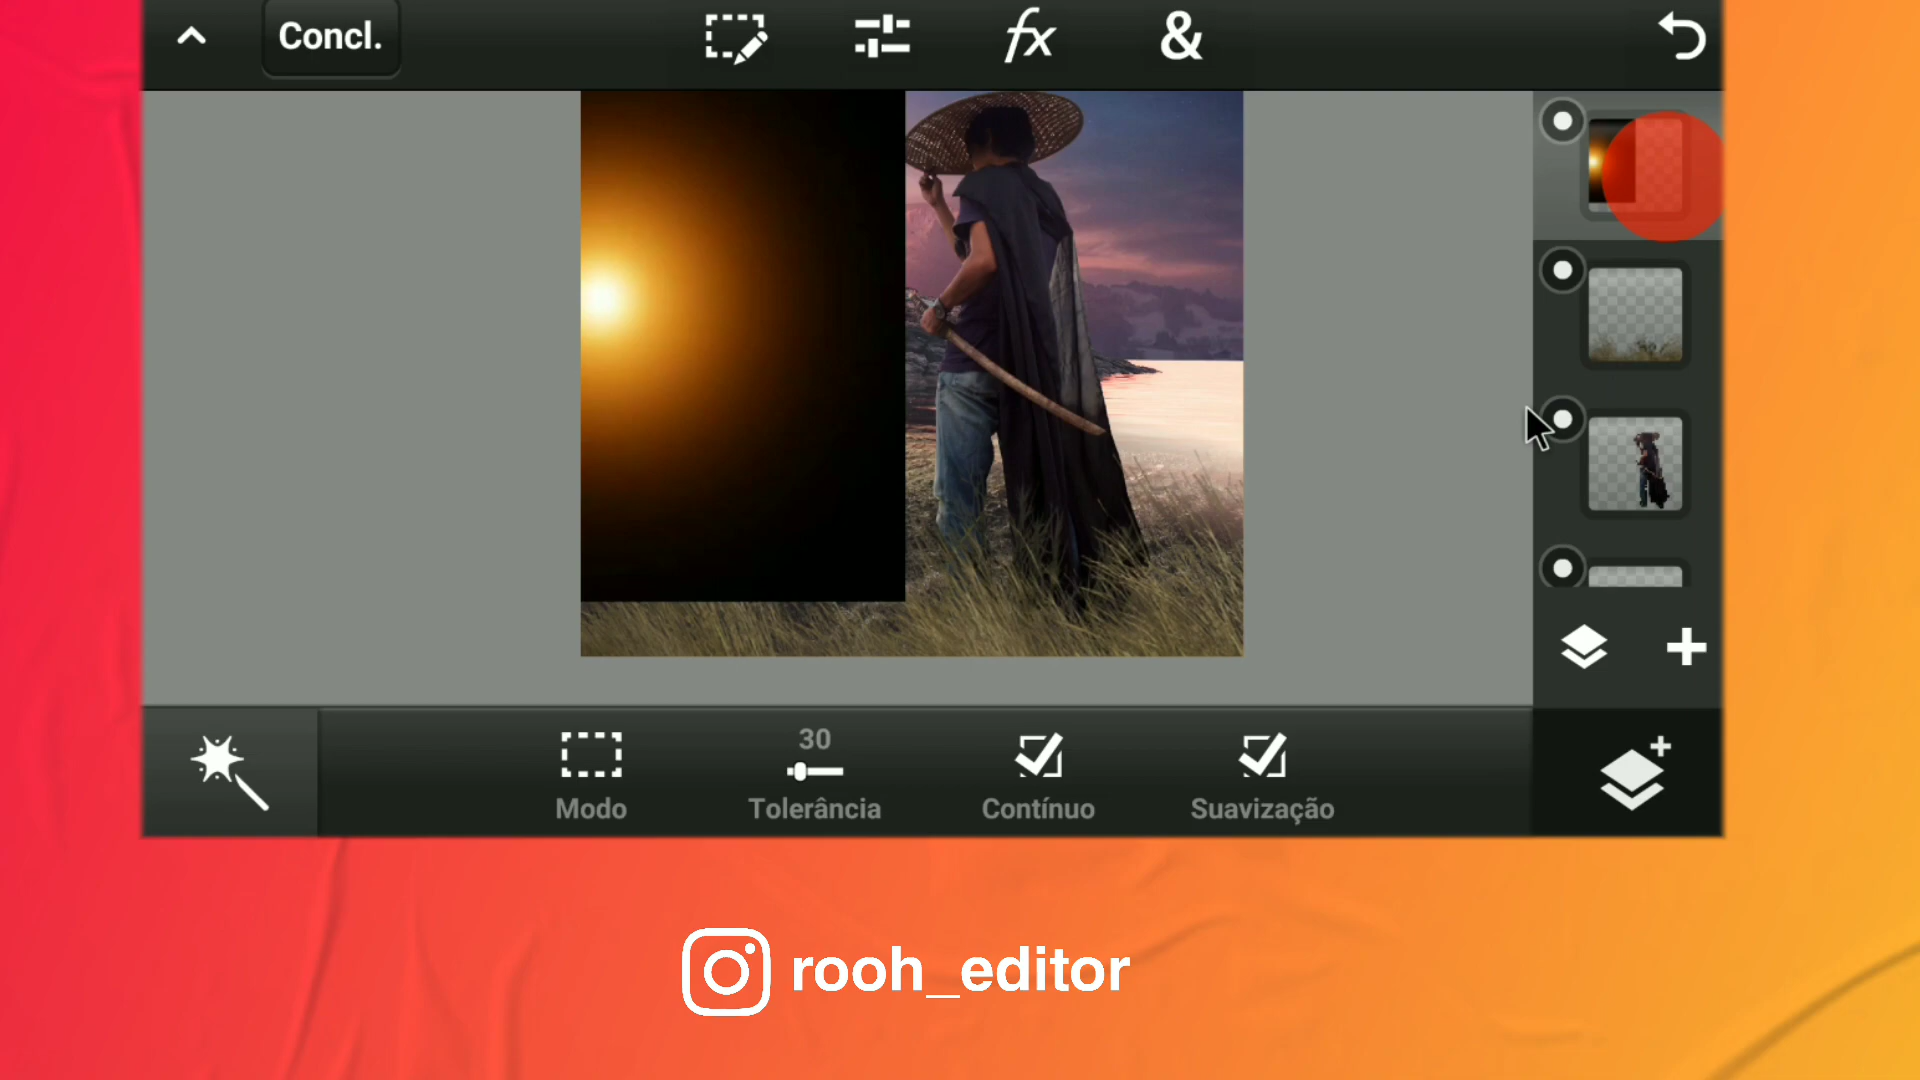 Concl.
fx
&
30
Modo
Tolerância
Contínuo
Suavização
rooh_editor